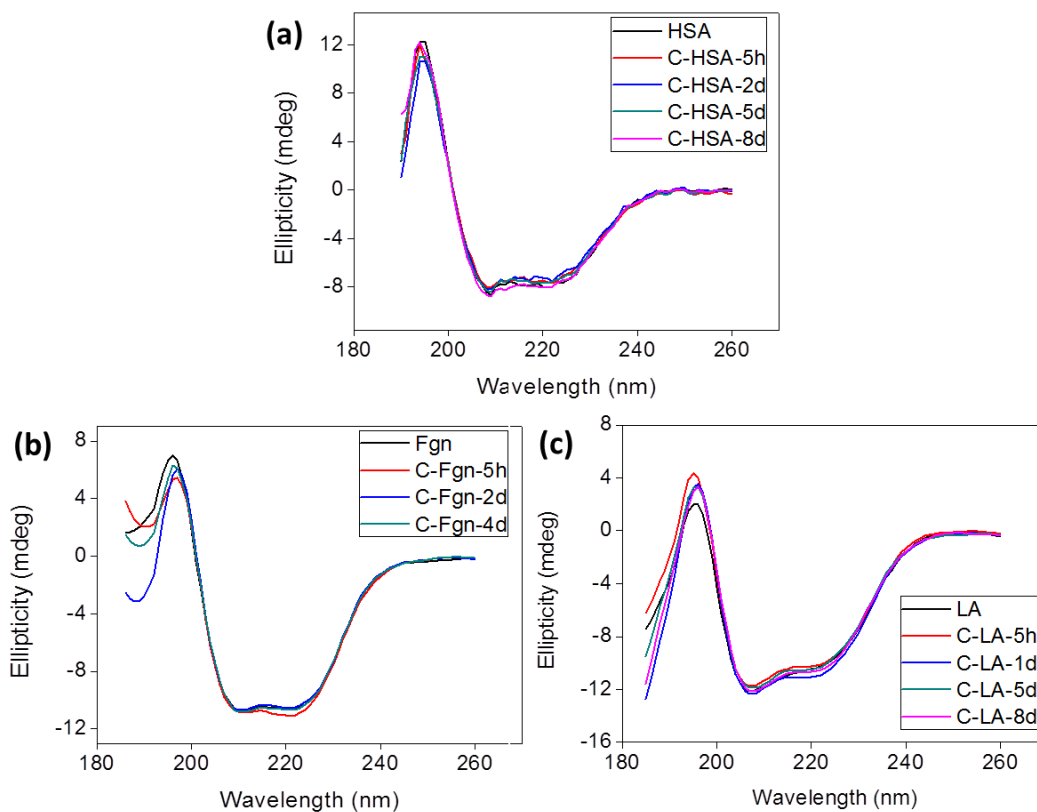 (a)
HSA
C-HSA-5h
C-HSA-2d
C-HSA-5d
C-HSA-8d
Ellipticity (mdeg)
12
8
4
0
-4
-8
180 200 220 240 260
Wavelength (nm)
(b)
Fgn
C-Fgn-5h
C-Fgn-2d
C-Fgn-4d
Ellipticity (mdeg)
8
4
0
-4
-8
-12
180 200 220 240 260
Wavelength (nm)
(c)
LA
C-LA-5h
C-LA-1d
C-LA-5d
C-LA-8d
Ellipticity (mdeg)
8
4
0
-4
-8
-12
-16
180 200 220 240 260
Wavelength (nm)